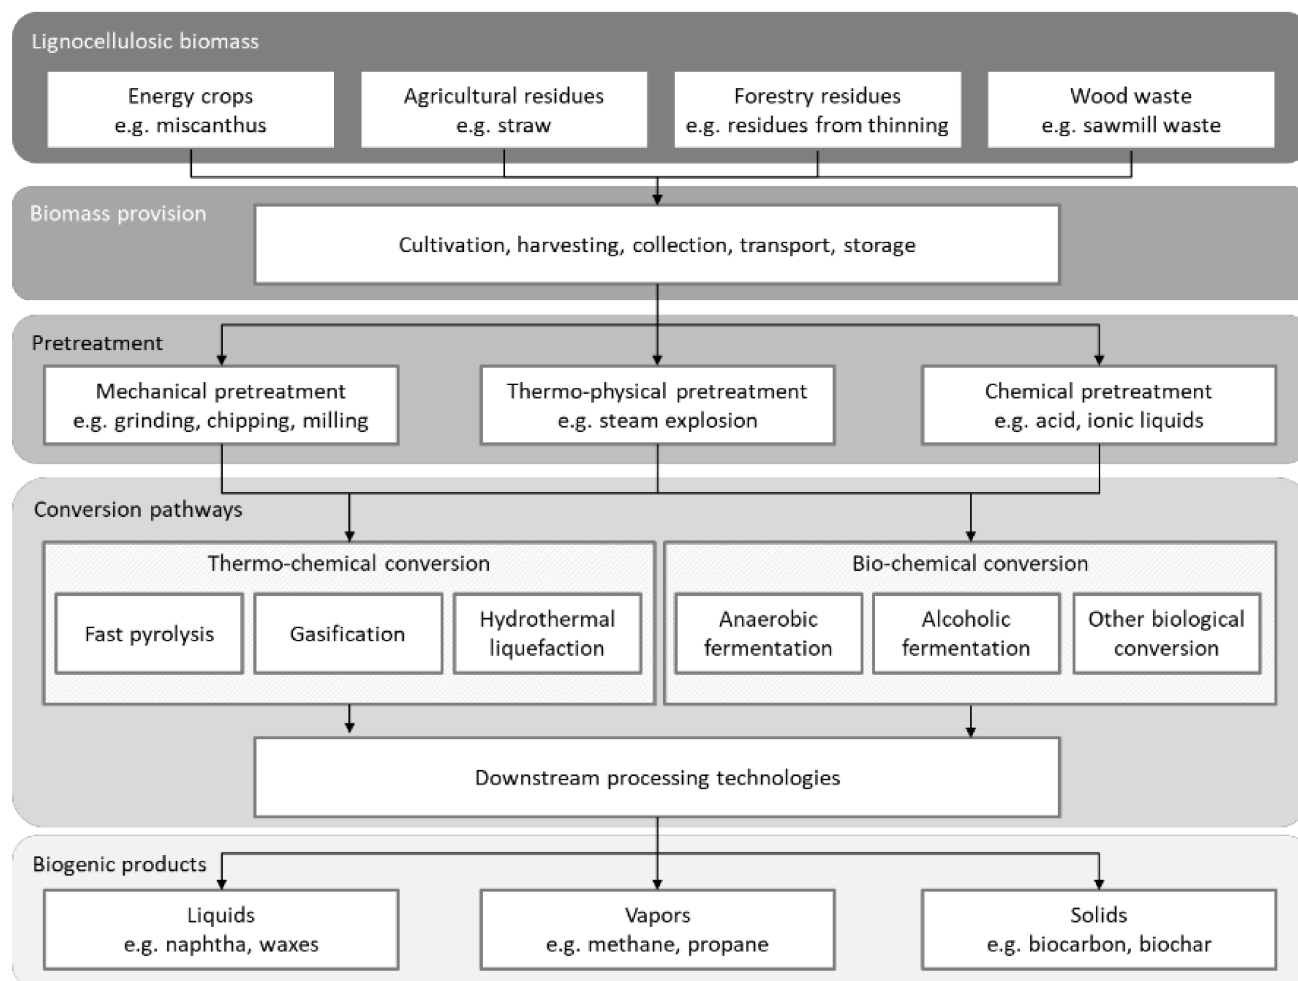 Lignocellulosic biomass
Energy crops
e.g. miscanthus
Agricultural residues
e.g. straw
Forestry residues
e.g. residues from thinning
Wood waste
e.g. sawmill waste
Biomass provision
Cultivation, harvesting, collection, transport, storage
Pretreatment
Mechanical pretreatment
e.g. grinding, chipping, milling
Thermo-physical pretreatment
e.g. steam explosion
Chemical pretreatment
e.g. acid, ionic liquids
Conversion pathways
Thermo-chemical conversion
Fast pyrolysis
Gasification
Hydrothermal
liquefaction
Bio-chemical conversion
Anaerobic
fermentation
Alcoholic
fermentation
Other biological
conversion
Downstream processing technologies
Biogenic products
Liquids
e.g. naphtha, waxes
Vapors
e.g. methane, propane
Solids
e.g. biocarbon, biochar